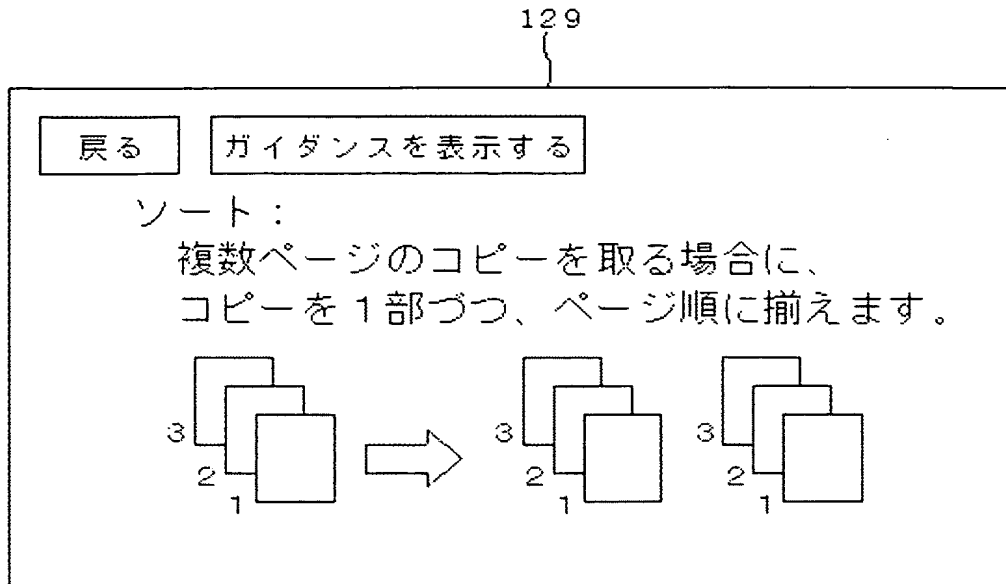 129
戻る ガイダンスを表示する
ソート：
複数ページのコピーを取る場合に、
コピーを１部づつ、ページ順に揃えます。
3 3 3
2 2 2
1 1 1